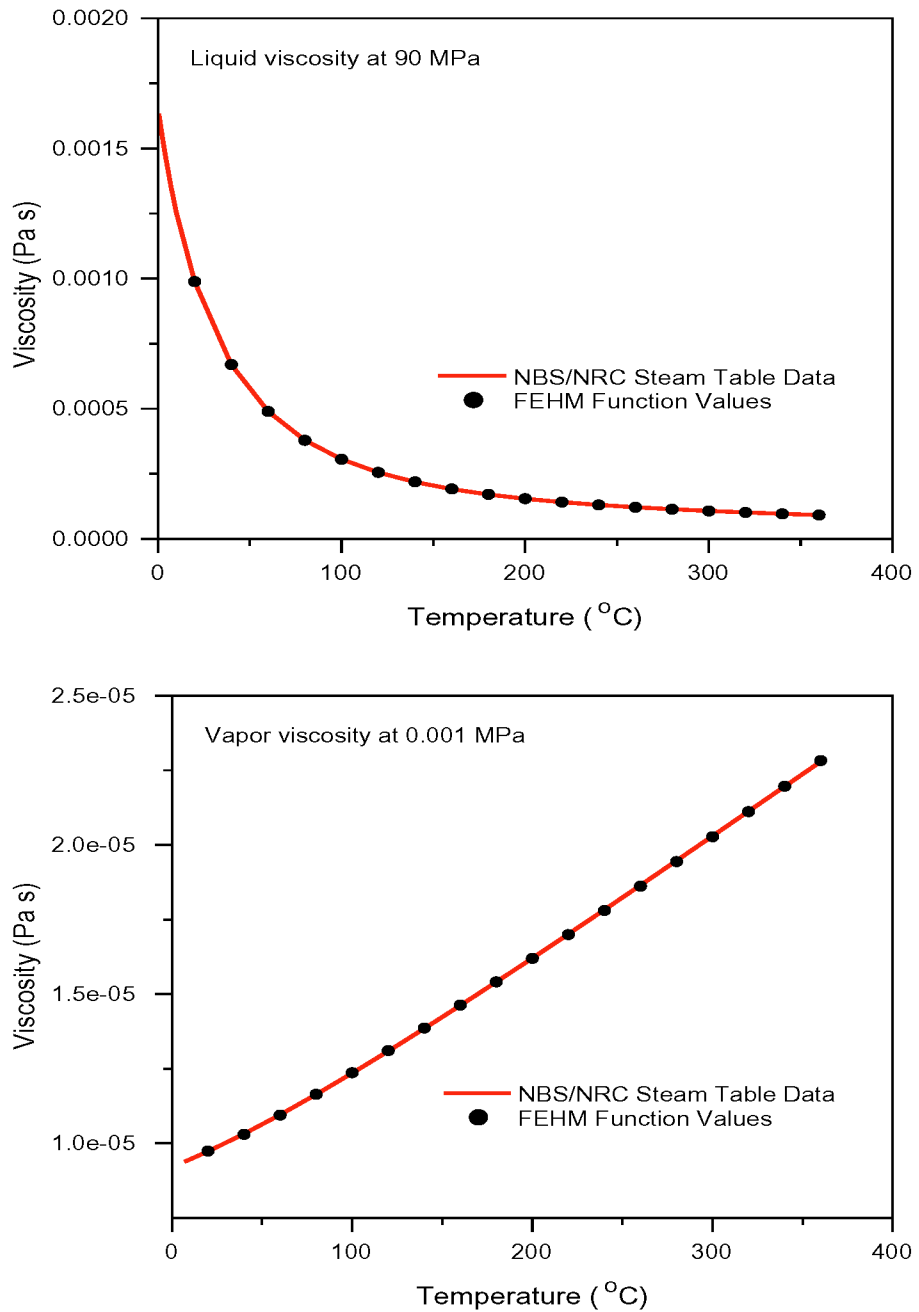 0.0020
Liquid viscosity at 90 MPa
0.0015
Viscosity (Pa s)
0.0010
NBS/NRC Steam Table Data
FEHM Function Values
0.0005
0.0000
0 100 200 300 400
Temperature (°C)
2.5e-05
Vapor viscosity at 0.001 MPa
2.0e-05
Viscosity (Pa s)
1.5e-05
NBS/NRC Steam Table Data
FEHM Function Values
1.0e-05
0 100 200 300 400
Temperature (°C)